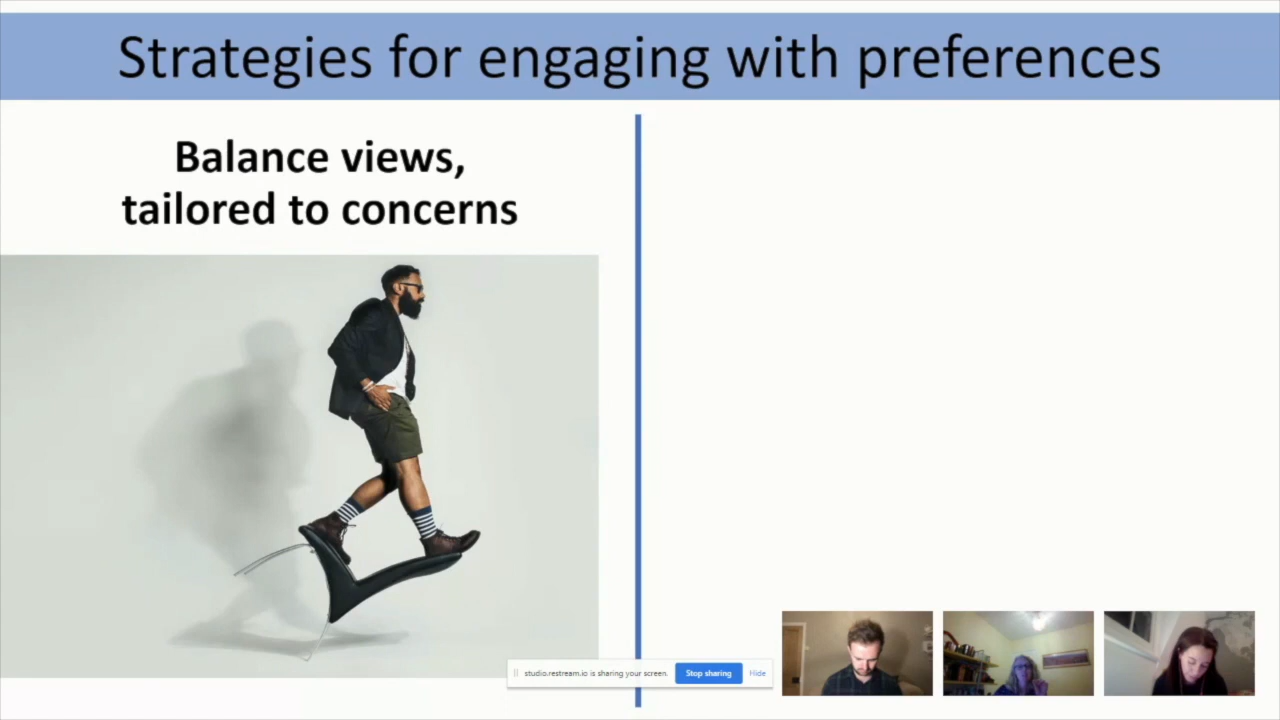 Strategies for engaging with preferences
Balance views,
tailored to concerns
studio.restream.io is sharing your screen. Stop sharing Hide